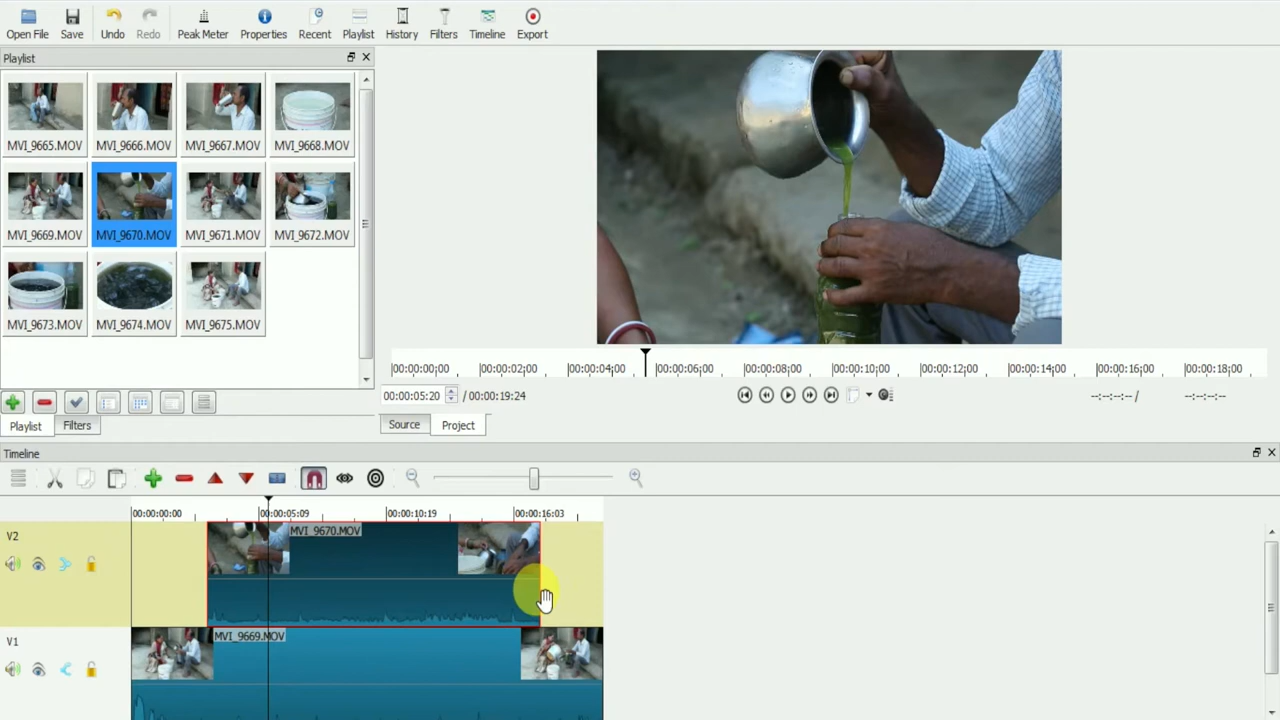 Open File Save Undo Redo Peak Meter Properties Recent Playlist History Filters Timeline Export
Playlist
MVI_9665.MOV MVI_9666.MOV MVI_9667.MOV MVI_9668.MOV
MVI_9669.MOV MVI_9670.MOV MVI_9671.MOV MVI_9672.MOV
MVI_9673.MOV MVI_9674.MOV MVI_9675.MOV
00:00:00;00 00:00:02;00 00:00:04;00 00:00:06;00 00:00:08;00 00:00:10;00 00:00:12;00 00:00:14;00 00:00:16;00 00:00:18;00
00:00:05:20 / 00:00:19:24 --:--:--:-- / --:--:--:--
Playlist Filters Source Project
Timeline
00:00:00:00 00:00:05:09 00:00:10:19 00:00:16:03
V2 MVI_9670.MOV
V1 MVI_9669.MOV